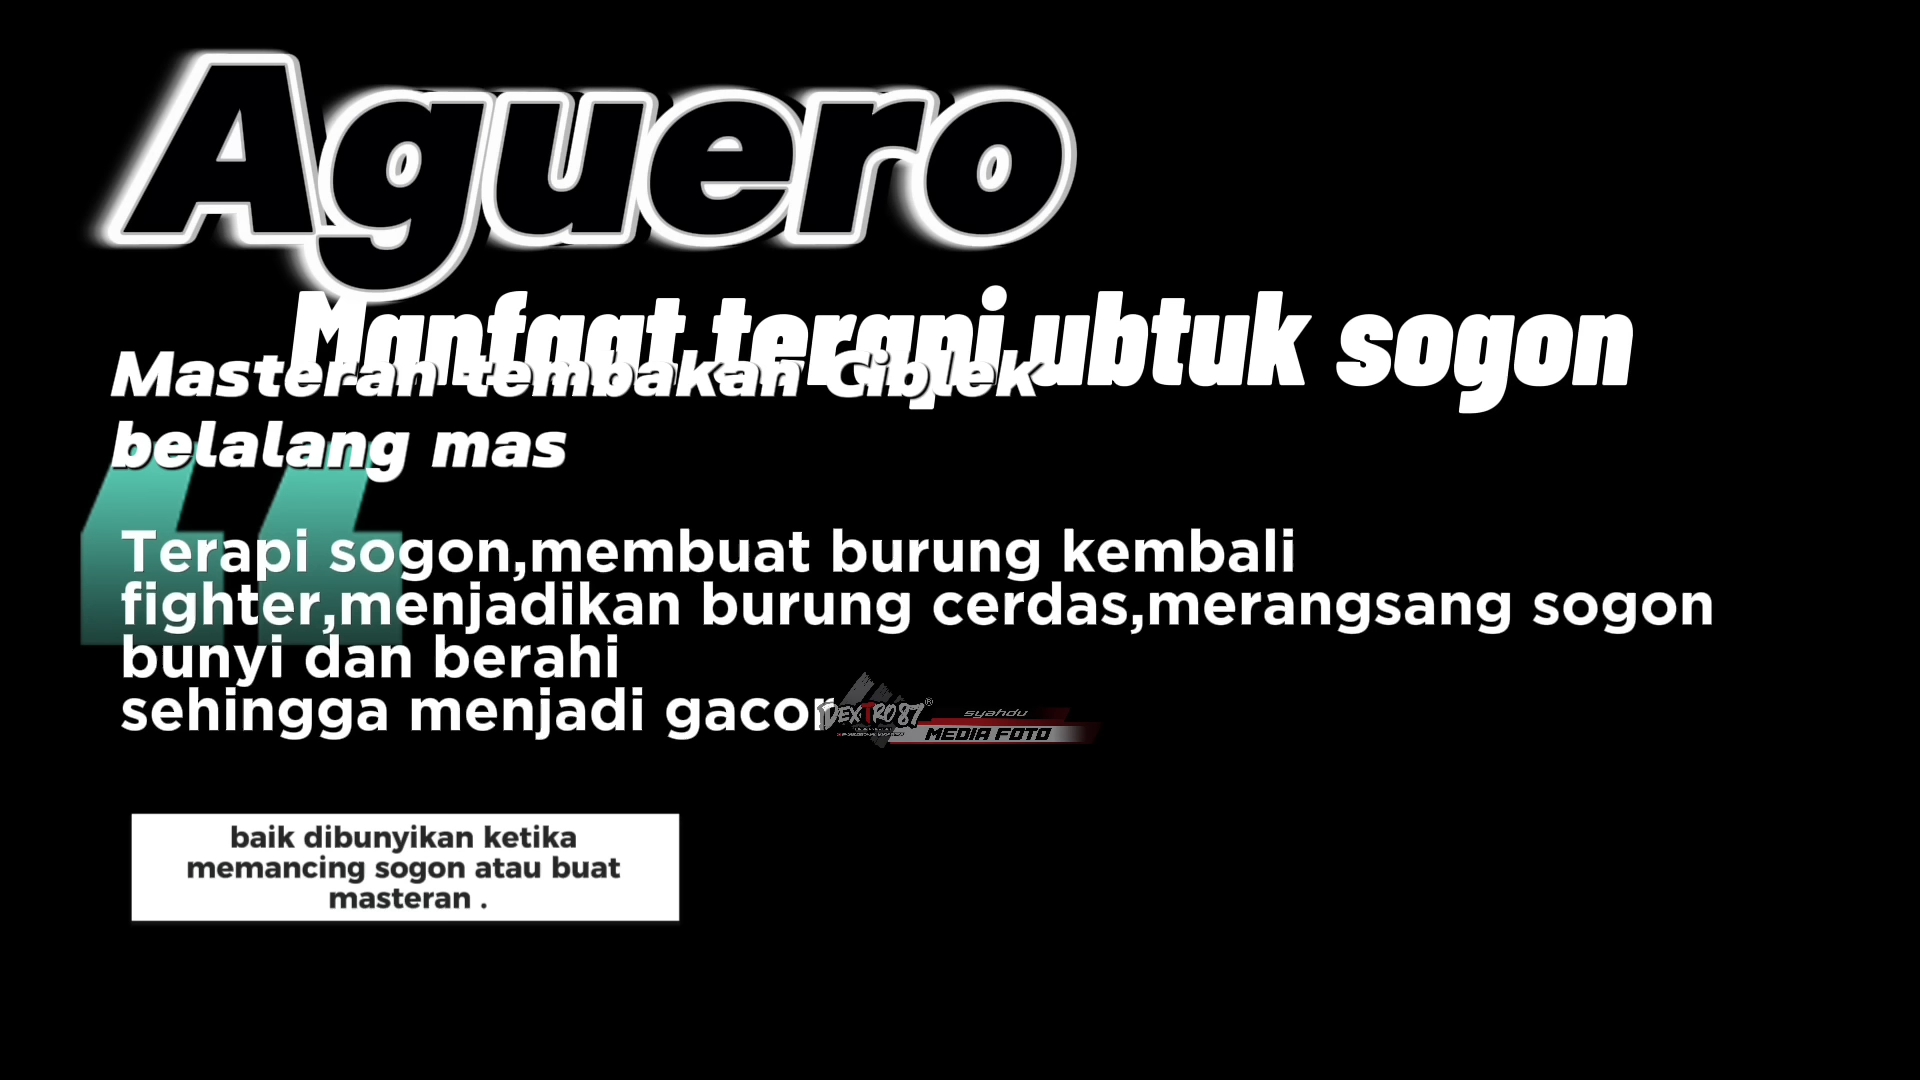 Aguero
Manfaat terapi ubtuk sogon
Masteran tembakan Ciblek
belalang mas
Terapi sogon,membuat burung kembali
fighter,menjadikan burung cerdas,merangsang sogon
bunyi dan berahi
sehingga menjadi gacor
DEXTRO87 ®
syahdu
MEDIA FOTO
baik dibunyikan ketika
memancing sogon atau buat
masteran .